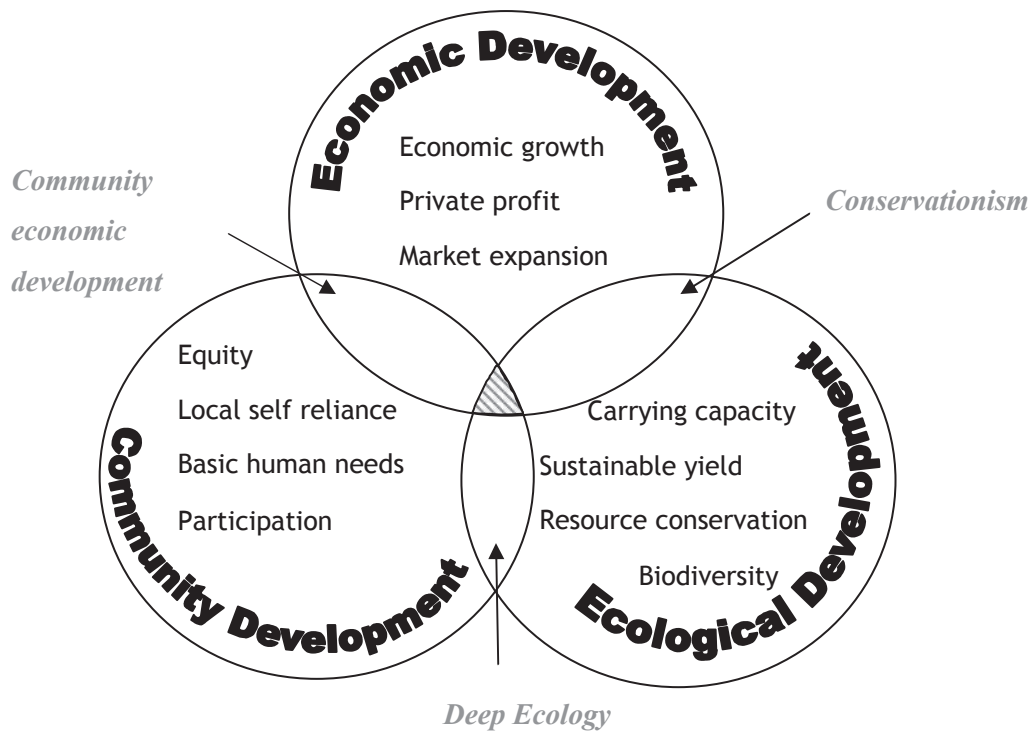 Economic Development
Economic growth
Private profit
Market expansion
Community
economic
development
Conservationism
Equity
Local self reliance
Basic human needs
Participation
Community Development
Carrying capacity
Sustainable yield
Resource conservation
Biodiversity
Ecological Development
Deep Ecology